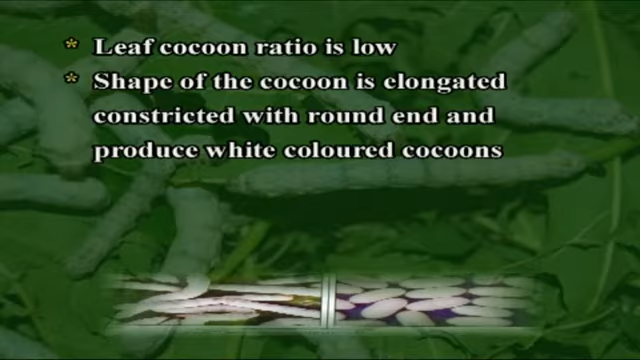 * Leaf cocoon ratio is low
* Shape of the cocoon is elongated
constricted with round end and
produce white coloured cocoons